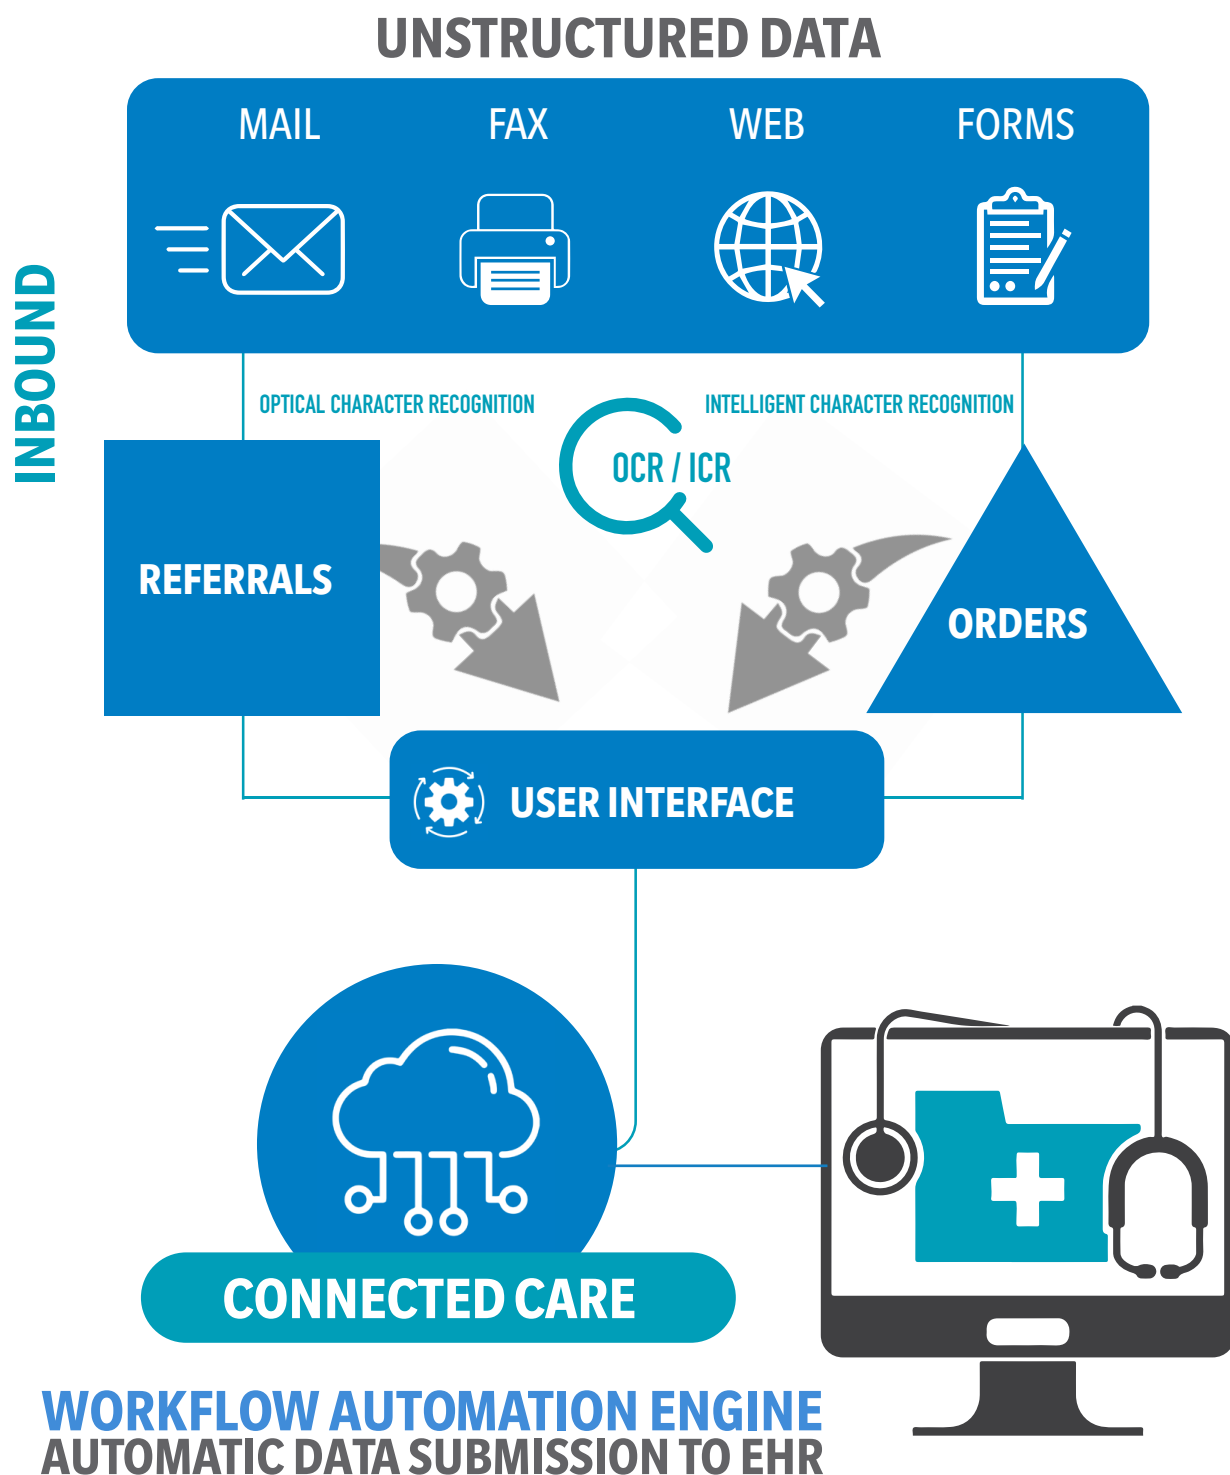 UNSTRUCTURED DATA
MAIL
FAX
WEB
FORMS
INBOUND
OPTICAL CHARACTER RECOGNITION
INTELLIGENT CHARACTER RECOGNITION
OCR / ICR
REFERRALS
ORDERS
USER INTERFACE
CONNECTED CARE
WORKFLOW AUTOMATION ENGINE
AUTOMATIC DATA SUBMISSION TO EHR